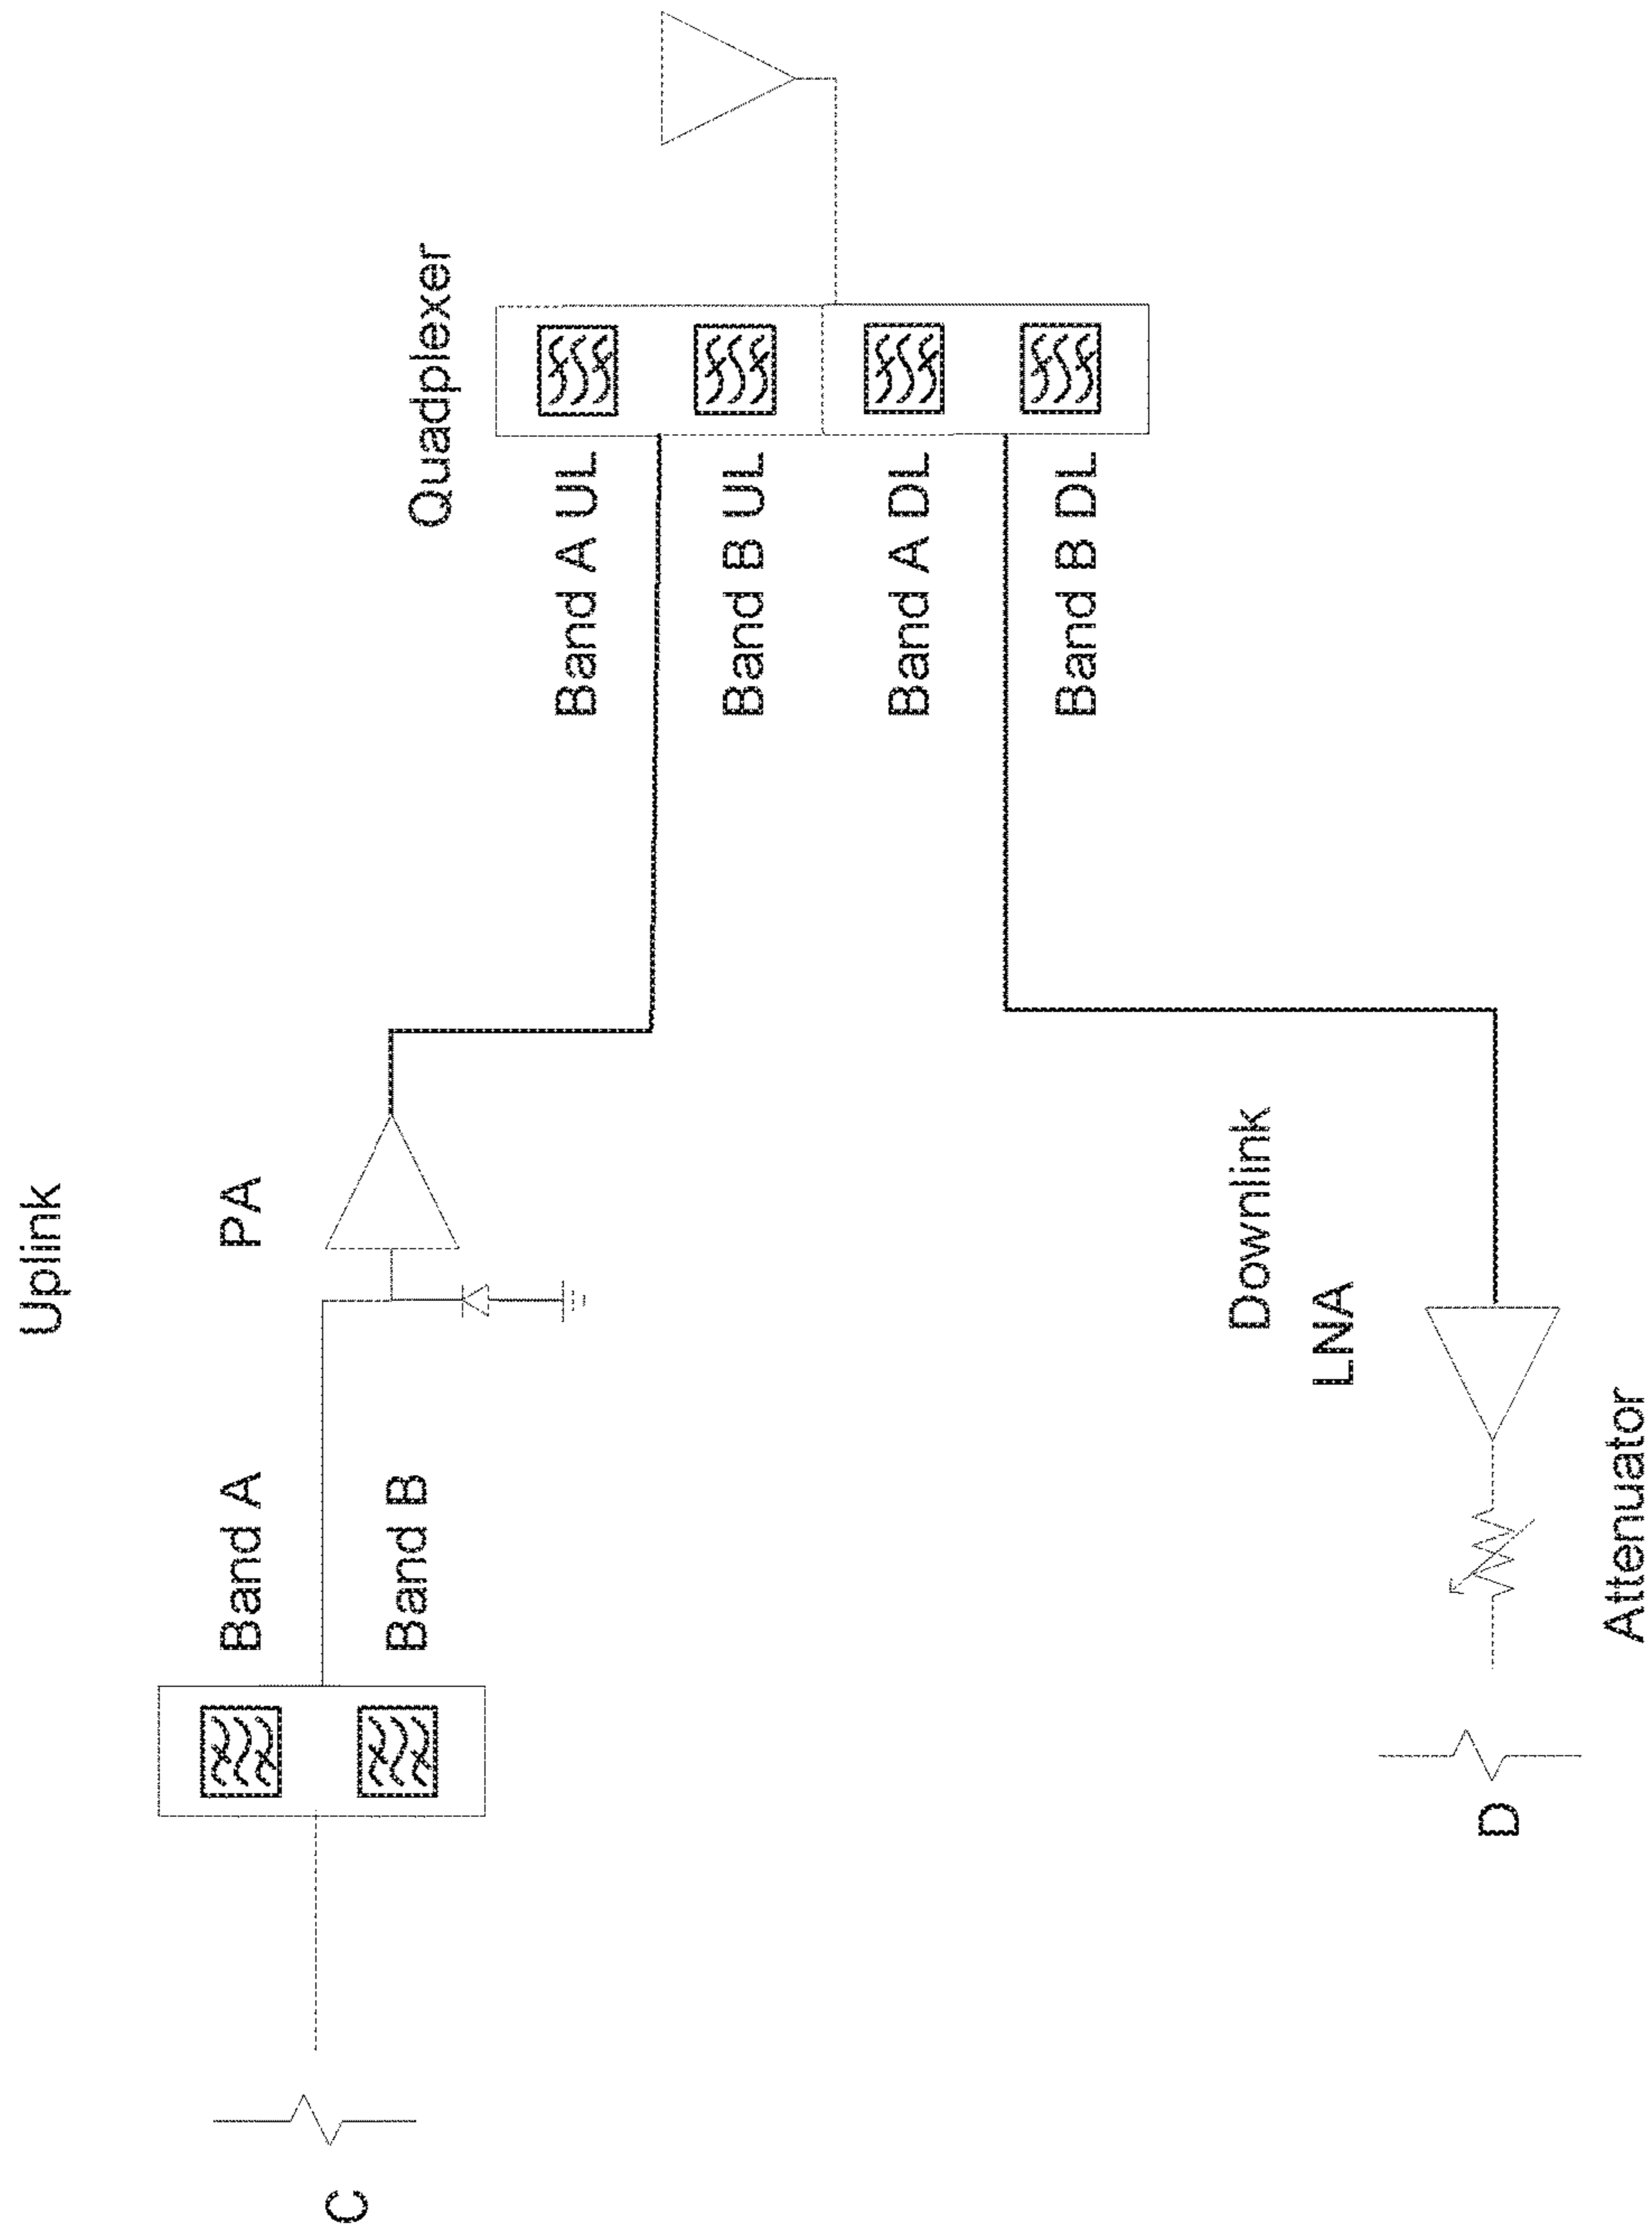 Uplink
C
Band A
Band B
PA
Quadplexer
Band A UL
Band B UL
Band A DL
Band B DL
Downlink
LNA
D
Attenuator